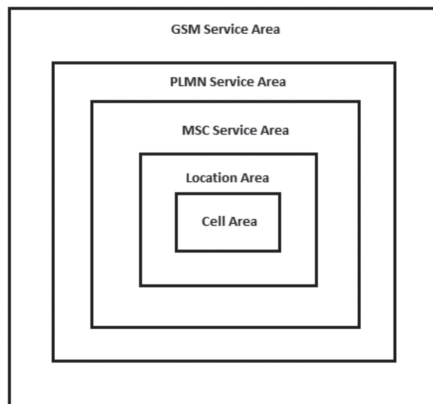 GSM Service Area
PLMN Service Area
MSC Service Area
Location Area
Cell Area